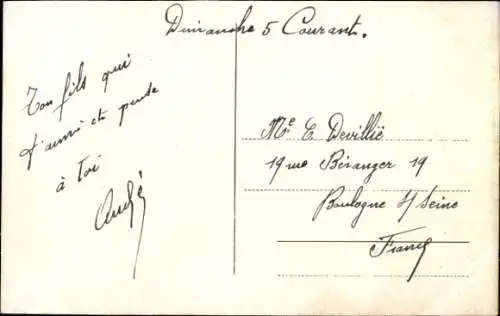 Dimanche 5 Courant.
Ton fils qui
t'aime et pense
à toi
André
Me E Devillié
19 rue Béranger 19
Boulogne s/ Seine
France